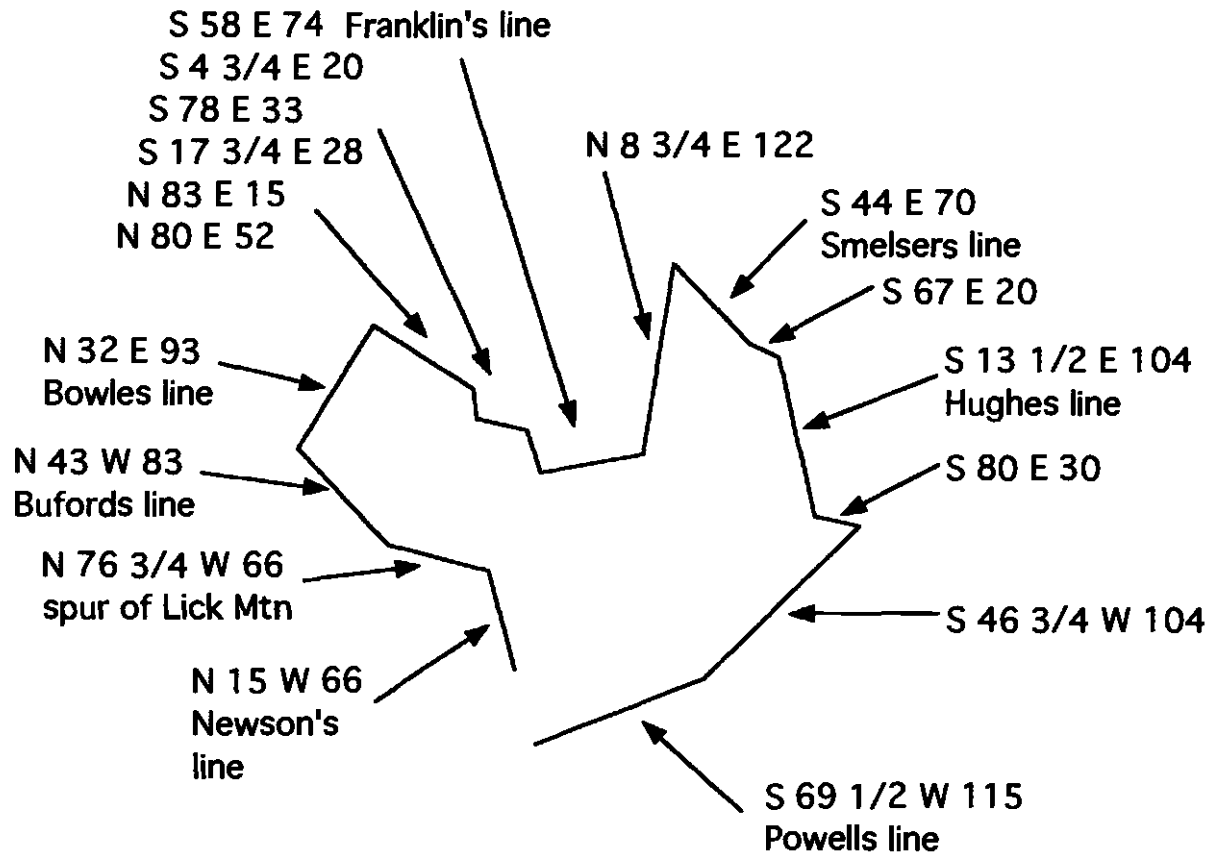 S 58 E 74 Franklin's line
S 4 3/4 E 20
S 78 E 33
S 17 3/4 E 28
N 83 E 15
N 80 E 52
N 8 3/4 E 122
S 44 E 70
Smelsers line
S 67 E 20
N 32 E 93
Bowles line
S 13 1/2 E 104
Hughes line
N 43 W 83
Bufords line
S 80 E 30
N 76 3/4 W 66
spur of Lick Mtn
S 46 3/4 W 104
N 15 W 66
Newson's
line
S 69 1/2 W 115
Powells line